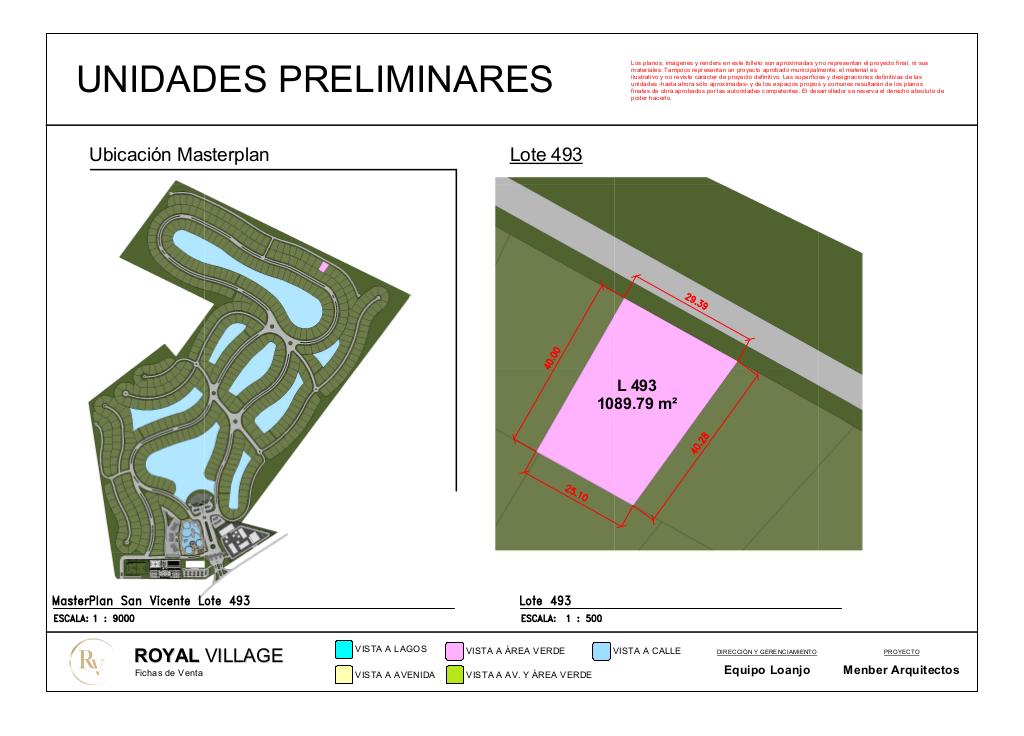 UNIDADES PRELIMINARES
Los planos, imágenes y renders en este folleto son aproximadas y no representan el proyecto final, ni sus
materiales. Tampoco representan un proyecto aprobado municipalmente, el material es
ilustrativo y no reviste carácter de proyecto definitivo. Las superficies y designaciones definitivas de las
unidades -hasta ahora sólo aproximadas- y de los espacios propios y comunes resultarán de los planos
finales de obra aprobados por las autoridades competentes. El desarrollador se reserva el derecho absoluto de
poder hacerlo.
Ubicación Masterplan
Lote 493
29.39
40.00
L 493
1089.79 m²
40.28
25.10
MasterPlan San Vicente Lote 493
ESCALA: 1 : 9000
Lote 493
ESCALA: 1 : 500
RV
ROYAL VILLAGE
Fichas de Venta
VISTA A LAGOS
VISTA A ÁREA VERDE
VISTA A CALLE
VISTA A AVENIDA
VISTA A AV. Y ÁREA VERDE
DIRECCIÓN Y GERENCIAMIENTO
Equipo Loanjo
PROYECTO
Menber Arquitectos